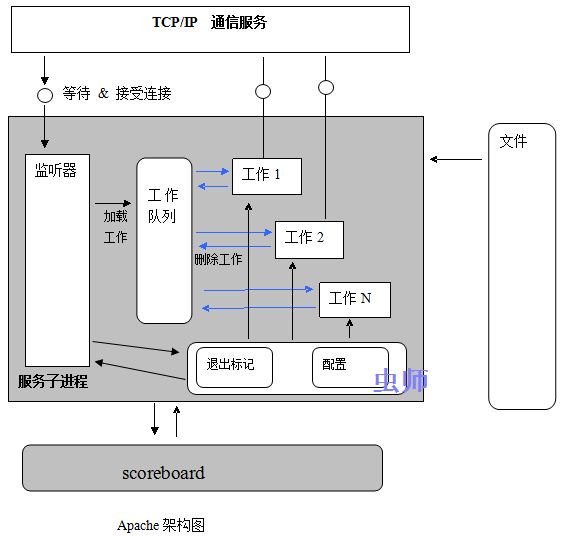 TCP/IP 通信服务
等待 & 接受连接
文件
监听器
工作
队列
工作 1
加载
工作
工作 2
删除工作
工作 N
退出标记
配置
虫师
服务子进程
scoreboard
Apache 架构图